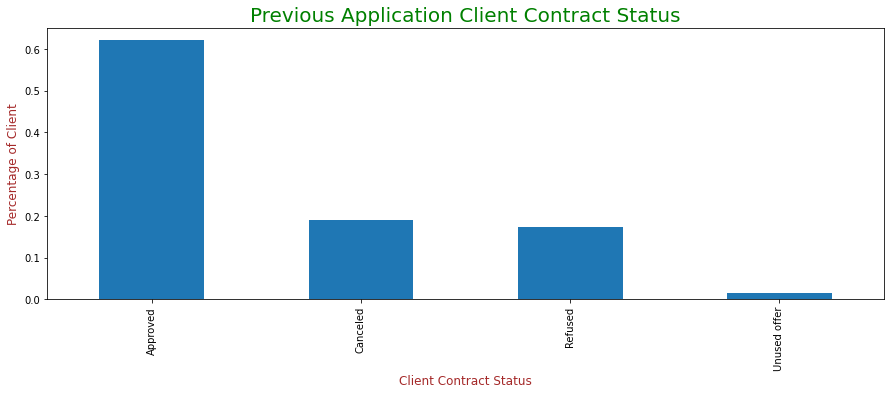 Previous Application Client Contract Status
Percentage of Client
0.6
0.5
0.4
0.3
0.2
0.1
0.0
Approved
Canceled
Refused
Unused offer
Client Contract Status